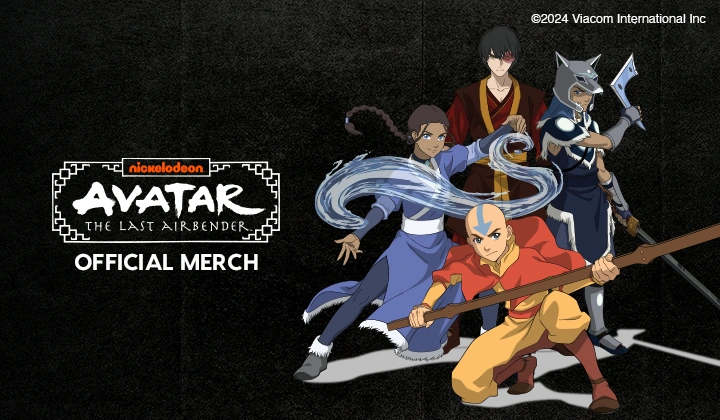 ©2024 Viacom International Inc
nickelodeon
AVATAR
THE LAST AIRBENDER
OFFICIAL MERCH